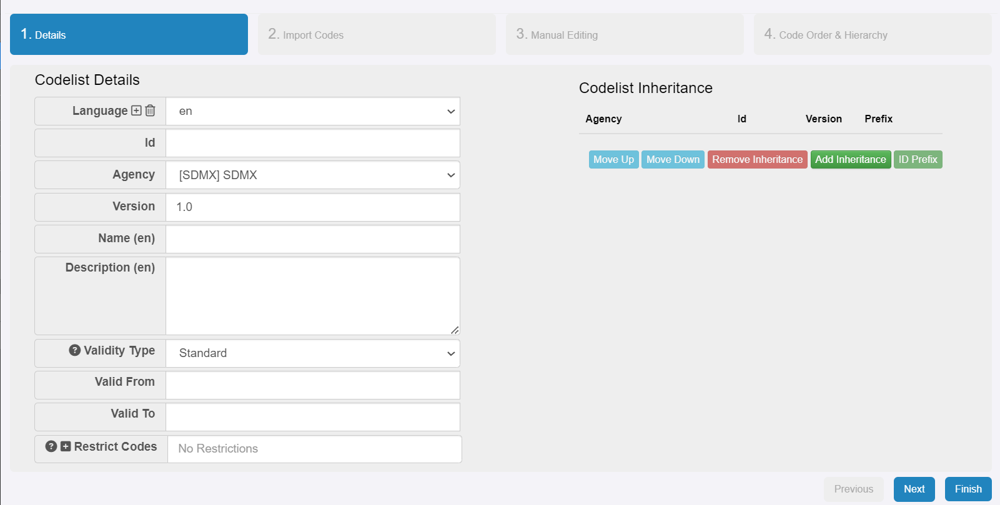 1. Details
2. Import Codes
3. Manual Editing
4. Code Order & Hierarchy
Codelist Details
Language
en
Id
Agency
[SDMX] SDMX
Version
1.0
Name (en)
Description (en)
? Validity Type
Standard
Valid From
Valid To
? Restrict Codes
No Restrictions
Codelist Inheritance
Agency Id Version Prefix
Move Up Move Down Remove Inheritance Add Inheritance ID Prefix
Previous Next Finish